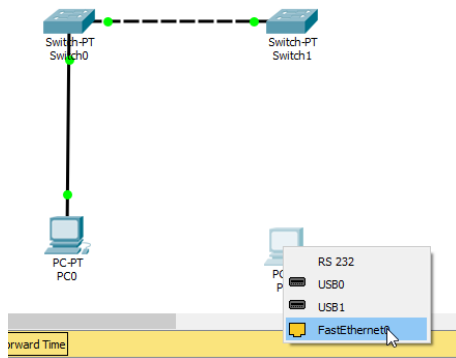 Switch-PT
Switch0
Switch-PT
Switch1
PC-PT
PC0
RS 232
USB0
USB1
FastEthernet0
orward Time